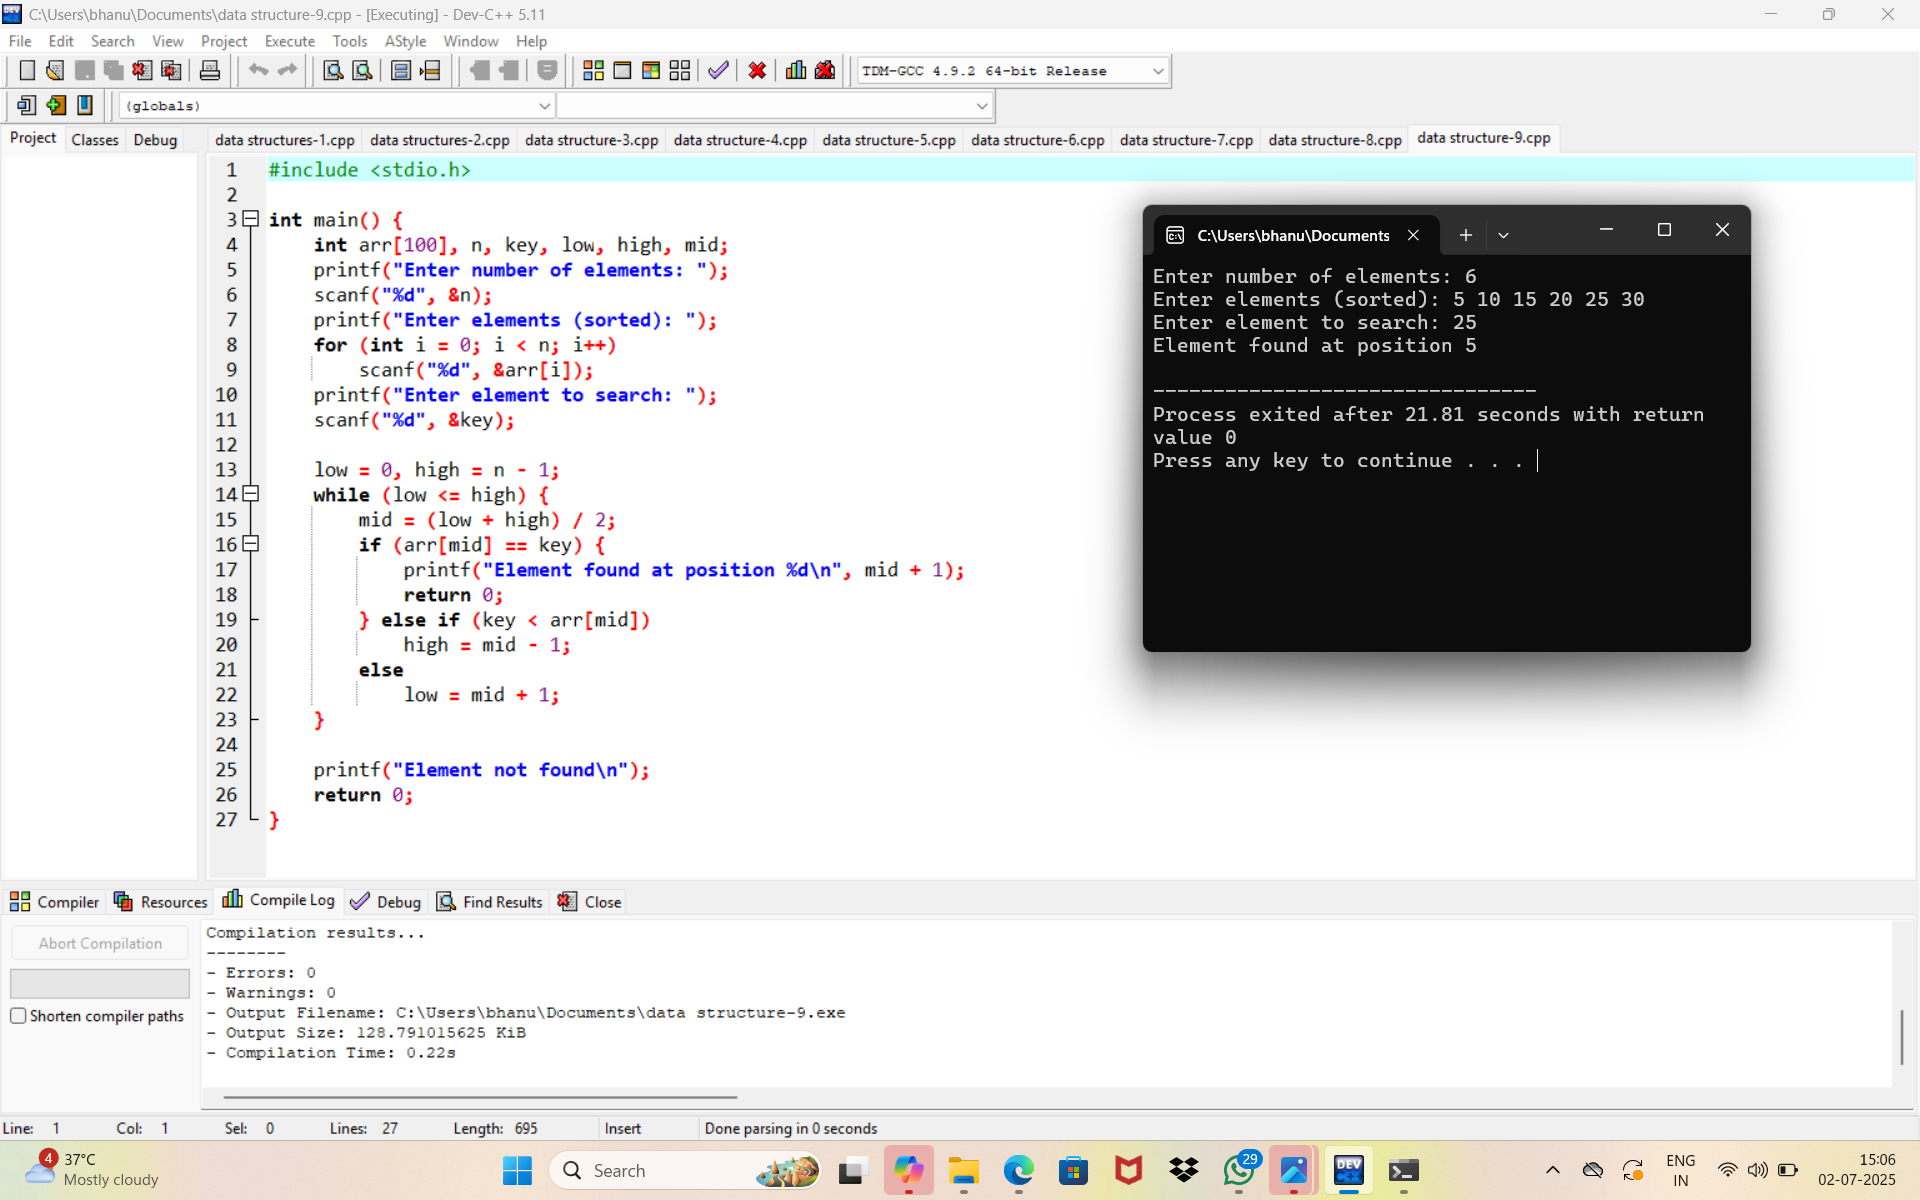 C:\Users\bhanu\Documents\data structure-9.cpp - [Executing] - Dev-C++ 5.11
File Edit Search View Project Execute Tools AStyle Window Help
TDM-GCC 4.9.2 64-bit Release
(globals)
Project Classes Debug
data structures-1.cpp data structures-2.cpp data structure-3.cpp data structure-4.cpp data structure-5.cpp data structure-6.cpp data structure-7.cpp data structure-8.cpp data structure-9.cpp
1 #include <stdio.h>
2
3 int main() {
4 int arr[100], n, key, low, high, mid;
5 printf("Enter number of elements: ");
6 scanf("%d", &n);
7 printf("Enter elements (sorted): ");
8 for (int i = 0; i < n; i++)
9 scanf("%d", &arr[i]);
10 printf("Enter element to search: ");
11 scanf("%d", &key);
12
13 low = 0, high = n - 1;
14 while (low <= high) {
15 mid = (low + high) / 2;
16 if (arr[mid] == key) {
17 printf("Element found at position %d\n", mid + 1);
18 return 0;
19 } else if (key < arr[mid])
20 high = mid - 1;
21 else
22 low = mid + 1;
23 }
24
25 printf("Element not found\n");
26 return 0;
27 }
C:\Users\bhanu\Documents
Enter number of elements: 6
Enter elements (sorted): 5 10 15 20 25 30
Enter element to search: 25
Element found at position 5
--------------------------------
Process exited after 21.81 seconds with return
value 0
Press any key to continue . . .
Compiler Resources Compile Log Debug Find Results Close
Abort Compilation
Shorten compiler paths
Compilation results...
--------
- Errors: 0
- Warnings: 0
- Output Filename: C:\Users\bhanu\Documents\data structure-9.exe
- Output Size: 128.791015625 KiB
- Compilation Time: 0.22s
Line: 1 Col: 1 Sel: 0 Lines: 27 Length: 695 Insert Done parsing in 0 seconds
4
37°C
Mostly cloudy
Search
DEV
29
ENG
IN
15:06
02-07-2025